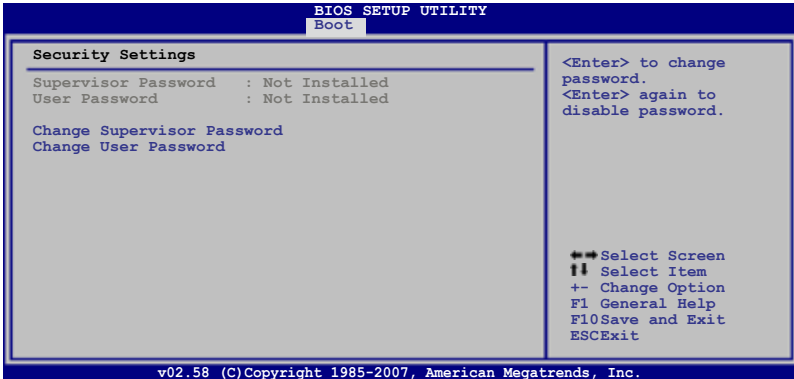 BIOS SETUP UTILITY
Boot
Security Settings
Supervisor Password : Not Installed
User Password : Not Installed
Change Supervisor Password
Change User Password
<Enter> to change
password.
<Enter> again to
disable password.
←→Select Screen
↑↓ Select Item
+- Change Option
F1 General Help
F10Save and Exit
ESCExit
v02.58 (C)Copyright 1985-2007, American Megatrends, Inc.